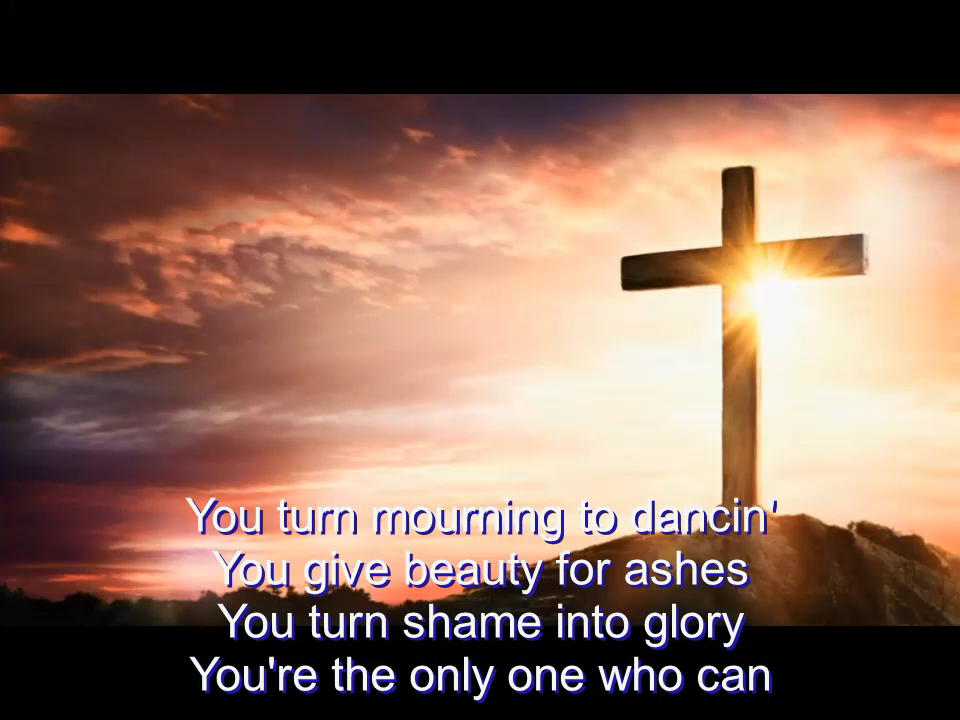 You turn mourning to dancin'
You give beauty for ashes
You turn shame into glory
You're the only one who can